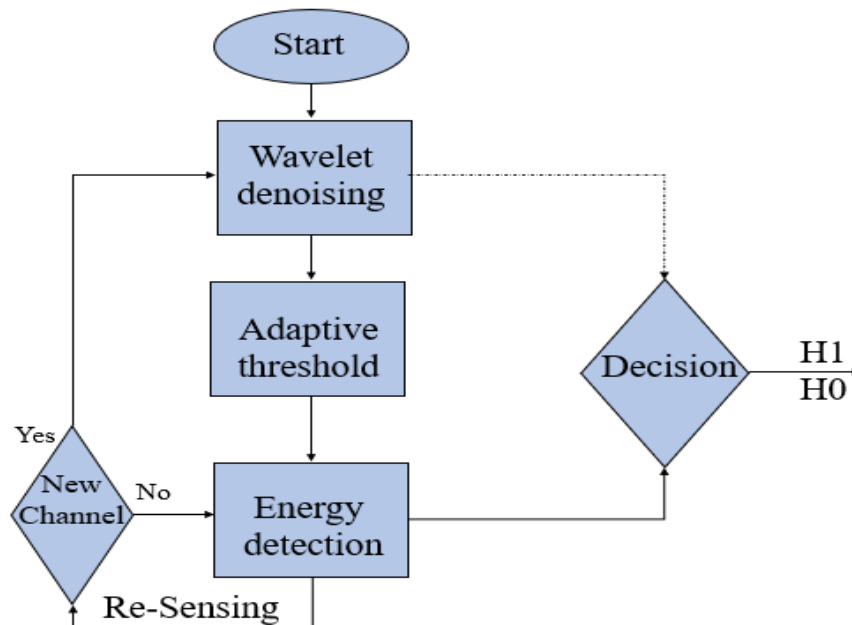 Start
Wavelet
denoising
Adaptive
threshold
Decision
H1
H0
Yes
New
Channel
No
Energy
detection
Re-Sensing